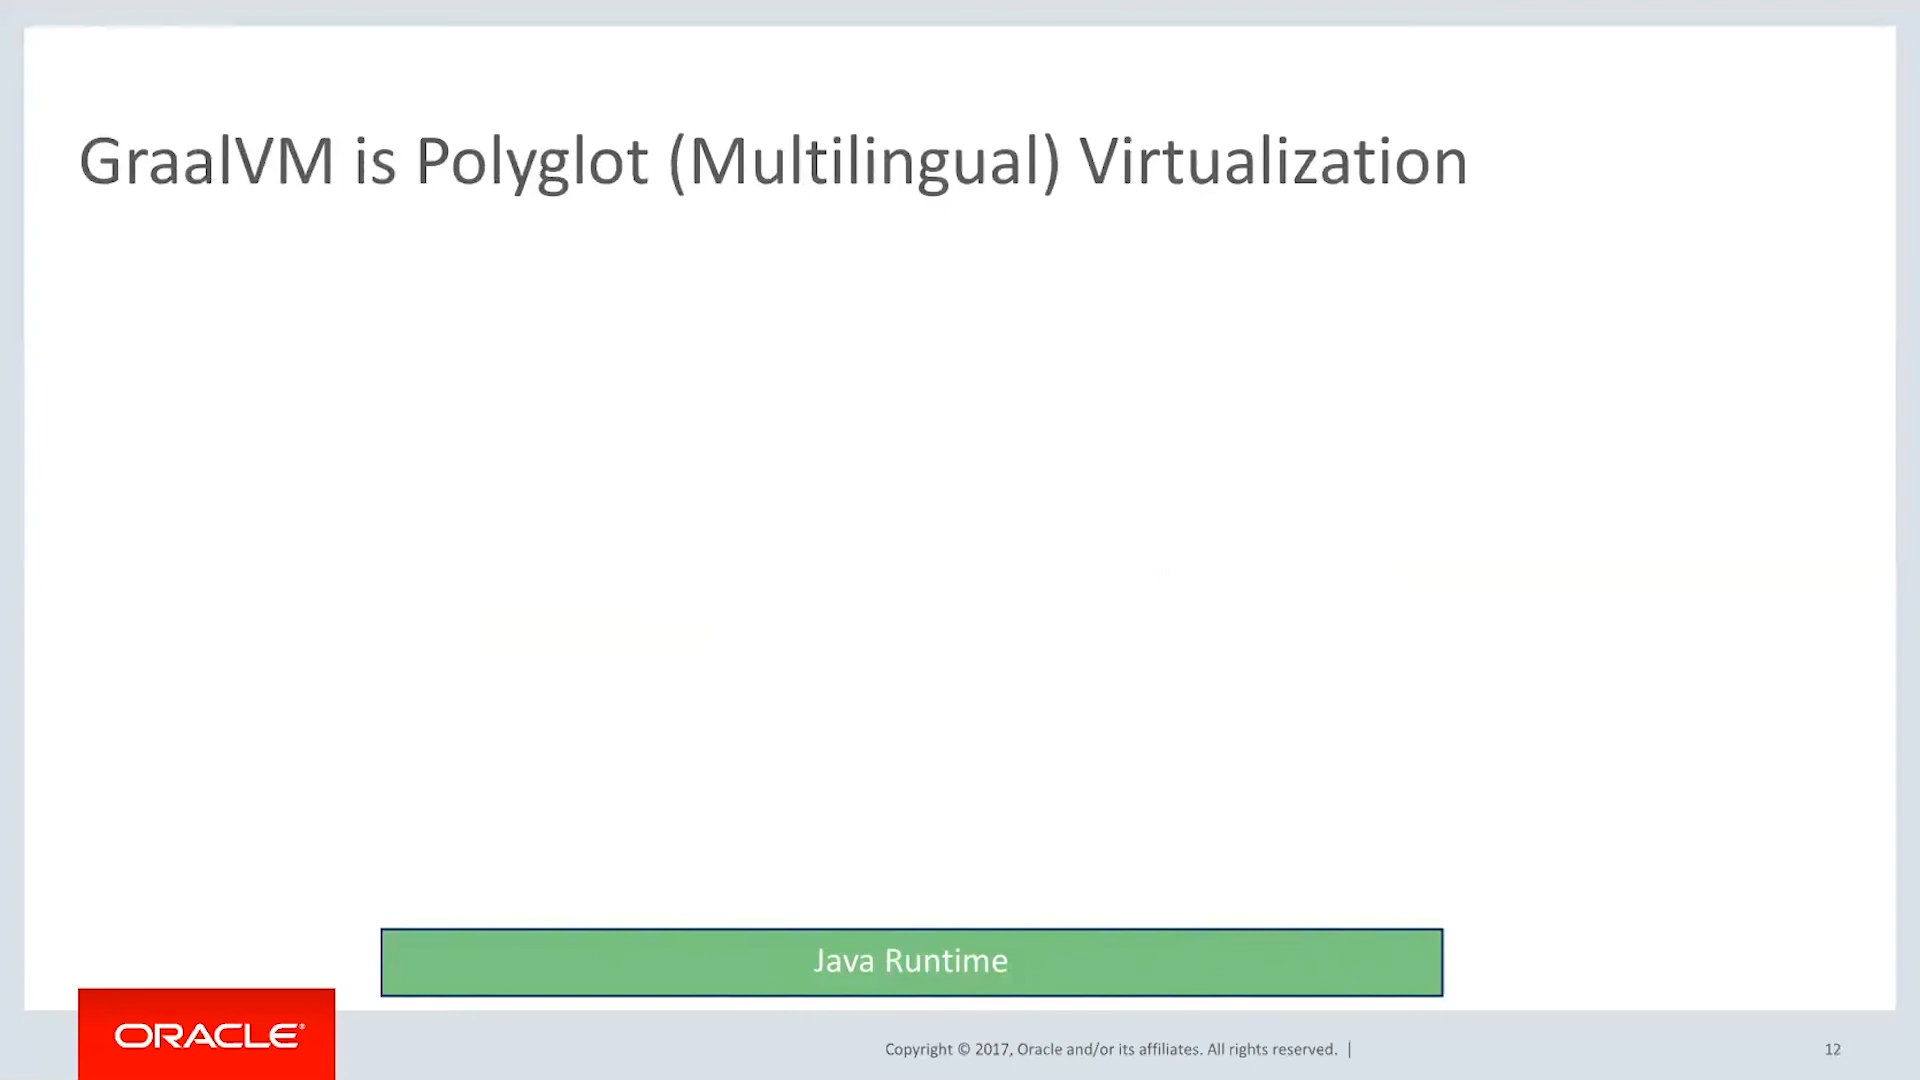 GraalVM is Polyglot (Multilingual) Virtualization
Java Runtime
ORACLE®
Copyright © 2017, Oracle and/or its affiliates. All rights reserved. |
12